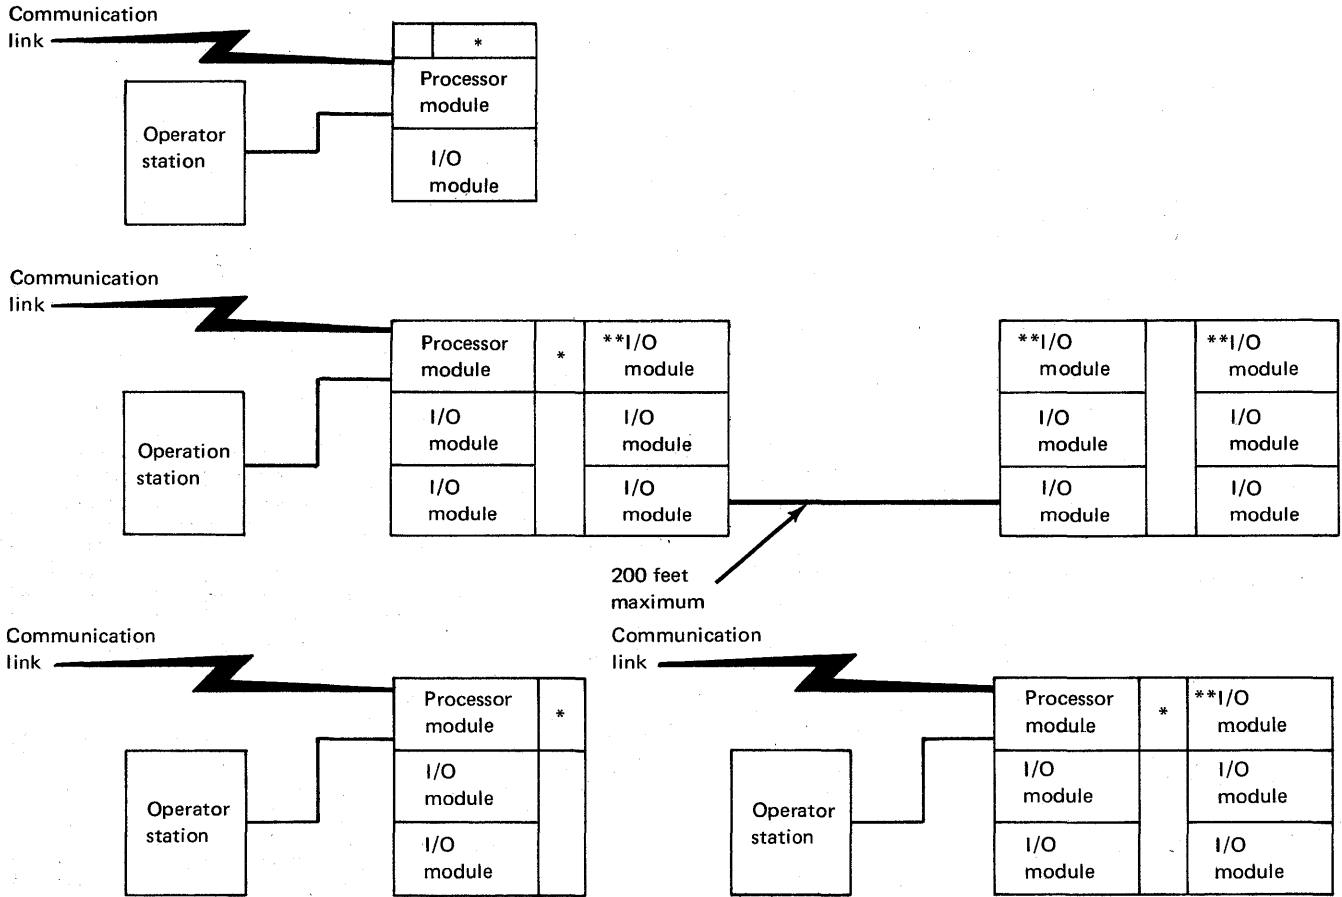 Communication
link
*
Processor
module
Operator
station
I/O
module
Communication
link
Processor
module
*
**I/O
module
**I/O
module
**I/O
module
Operation
station
I/O
module
I/O
module
I/O
module
I/O
module
I/O
module
I/O
module
I/O
module
I/O
module
200 feet
maximum
Communication
link
Processor
module
*
Operator
station
I/O
module
I/O
module
Communication
link
Processor
module
*
**I/O
module
Operator
station
I/O
module
I/O
module
I/O
module
I/O
module